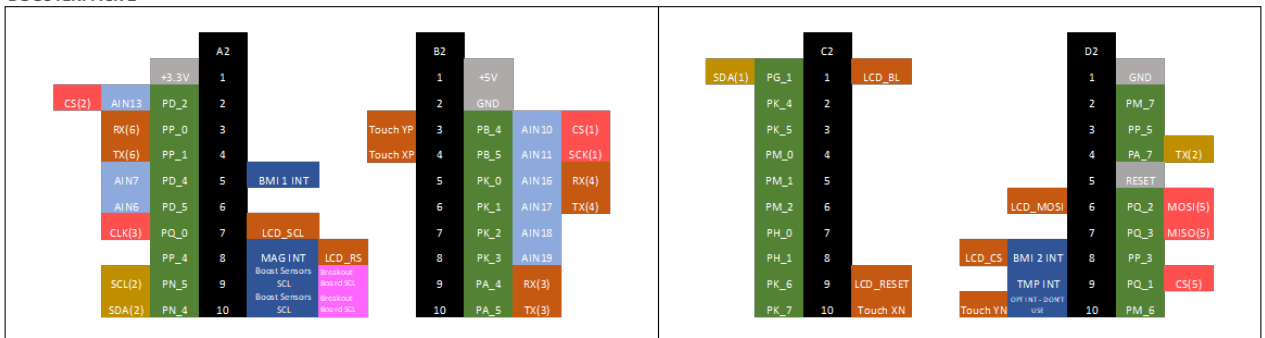 A2
+3.3V 1
CS(2) AIN13 PD_2 2
RX(6) PP_0 3
TX(6) PP_1 4
AIN7 PD_4 5 BMI 1 INT
AIN6 PD_5 6
CLK(3) PQ_0 7 LCD_SCL
PP_4 8 MAG INT LCD_RS
SCL(2) PN_5 9 Boost Sensors SCL Breakout Board SCL
SDA(2) PN_4 10 Boost Sensors SCL Breakout Board SCL
B2
1 +5V
2 GND
Touch YP 3 PB_4 AIN10 CS(1)
Touch XP 4 PB_5 AIN11 SCK(1)
5 PK_0 AIN16 RX(4)
6 PK_1 AIN17 TX(4)
7 PK_2 AIN18
8 PK_3 AIN19
9 PA_4 RX(3)
10 PA_5 TX(3)
C2
SDA(1) PG_1 1 LCD_BL
PK_4 2
PK_5 3
PM_0 4
PM_1 5
PM_2 6
PH_0 7
PH_1 8
PK_6 9 LCD_RESET
PK_7 10 Touch XN
D2
1 GND
2 PM_7
3 PP_5
4 PA_7 TX(2)
5 RESET
LCD_MOSI 6 PQ_2 MOSI(5)
7 PQ_3 MISO(5)
LCD_CS BMI 2 INT 8 PP_3
TMP INT 9 PQ_1 CS(5)
Touch YN OPT INT - DON'T USE 10 PM_6